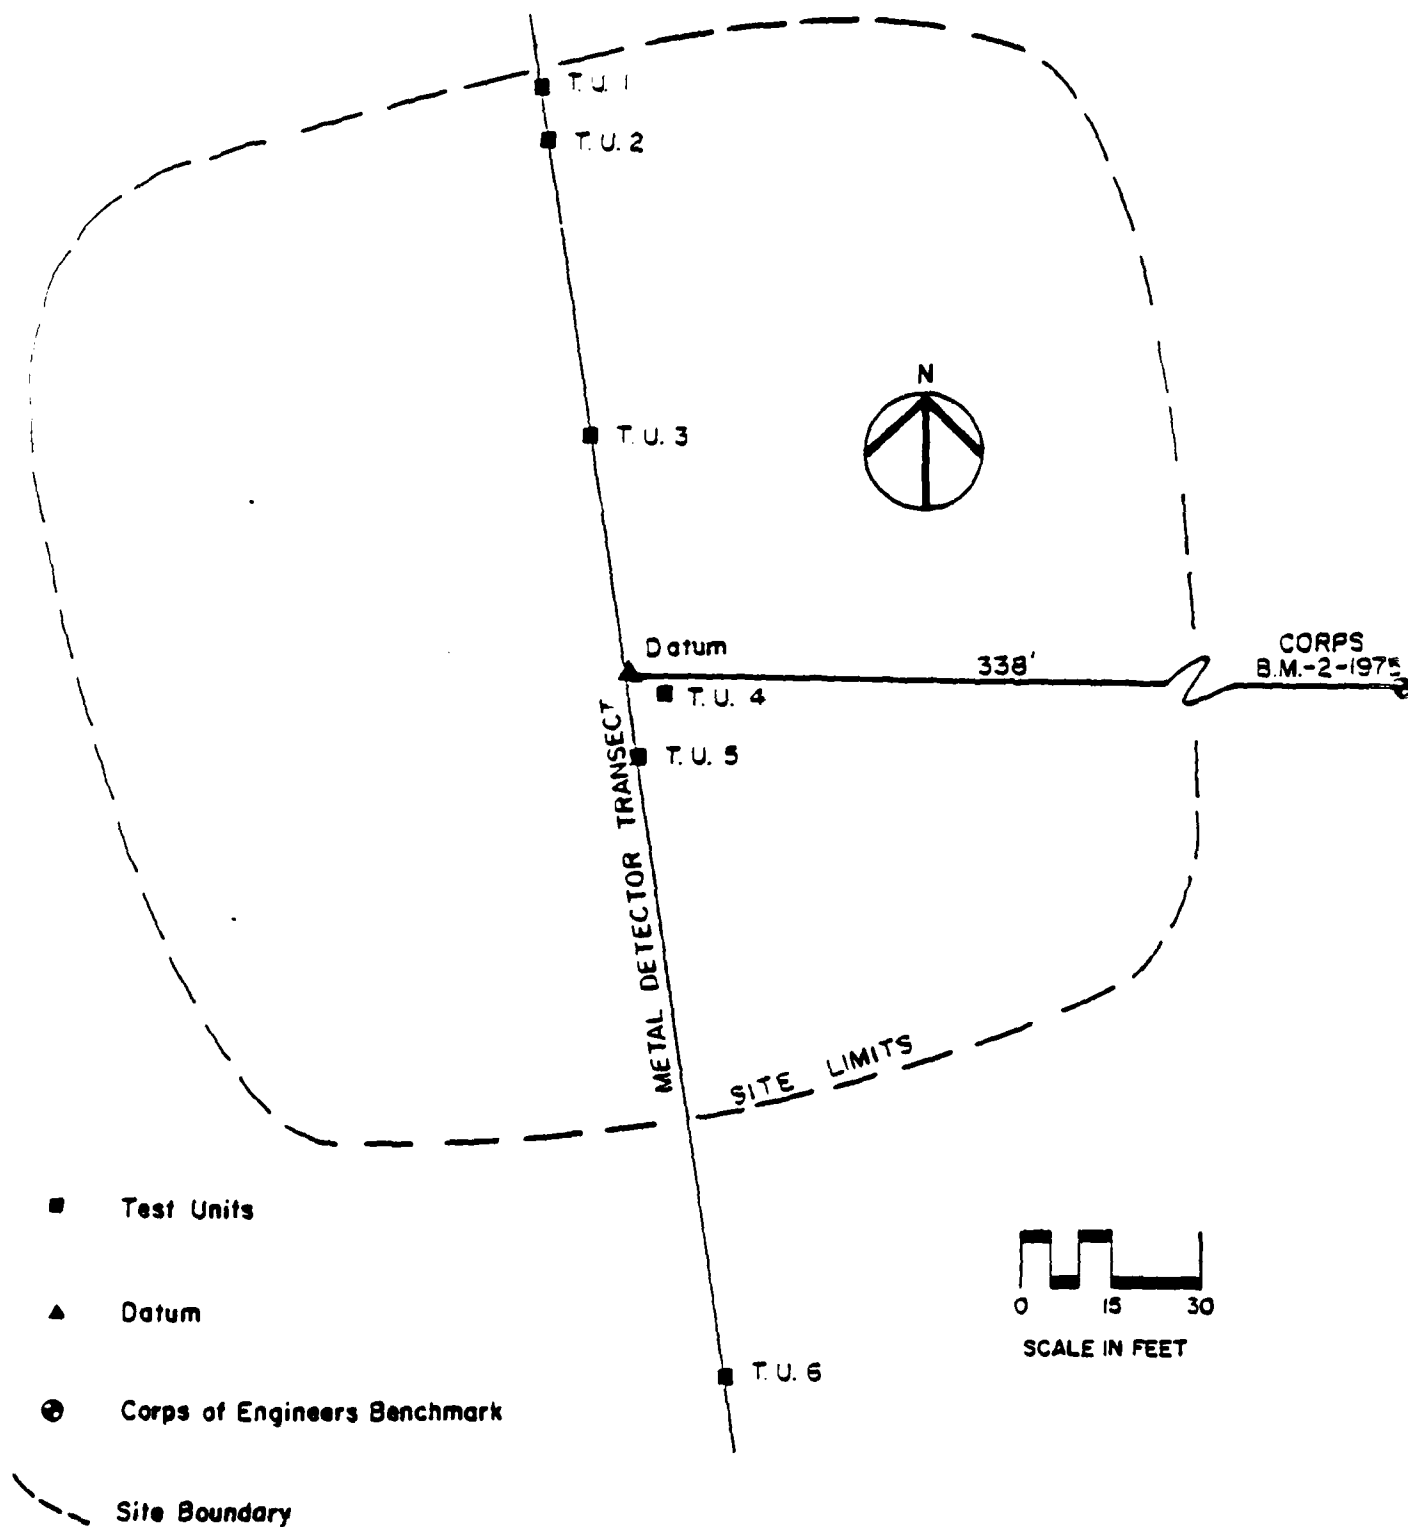 T. U. 1
T. U. 2
N
T. U. 3
Datum
338'
CORPS
B.M.-2-1975
T. U. 4
T. U. 5
METAL DETECTOR TRANSECT
SITE LIMITS
Test Units
Datum
0 15 30
SCALE IN FEET
T. U. 6
Corps of Engineers Benchmark
Site Boundary